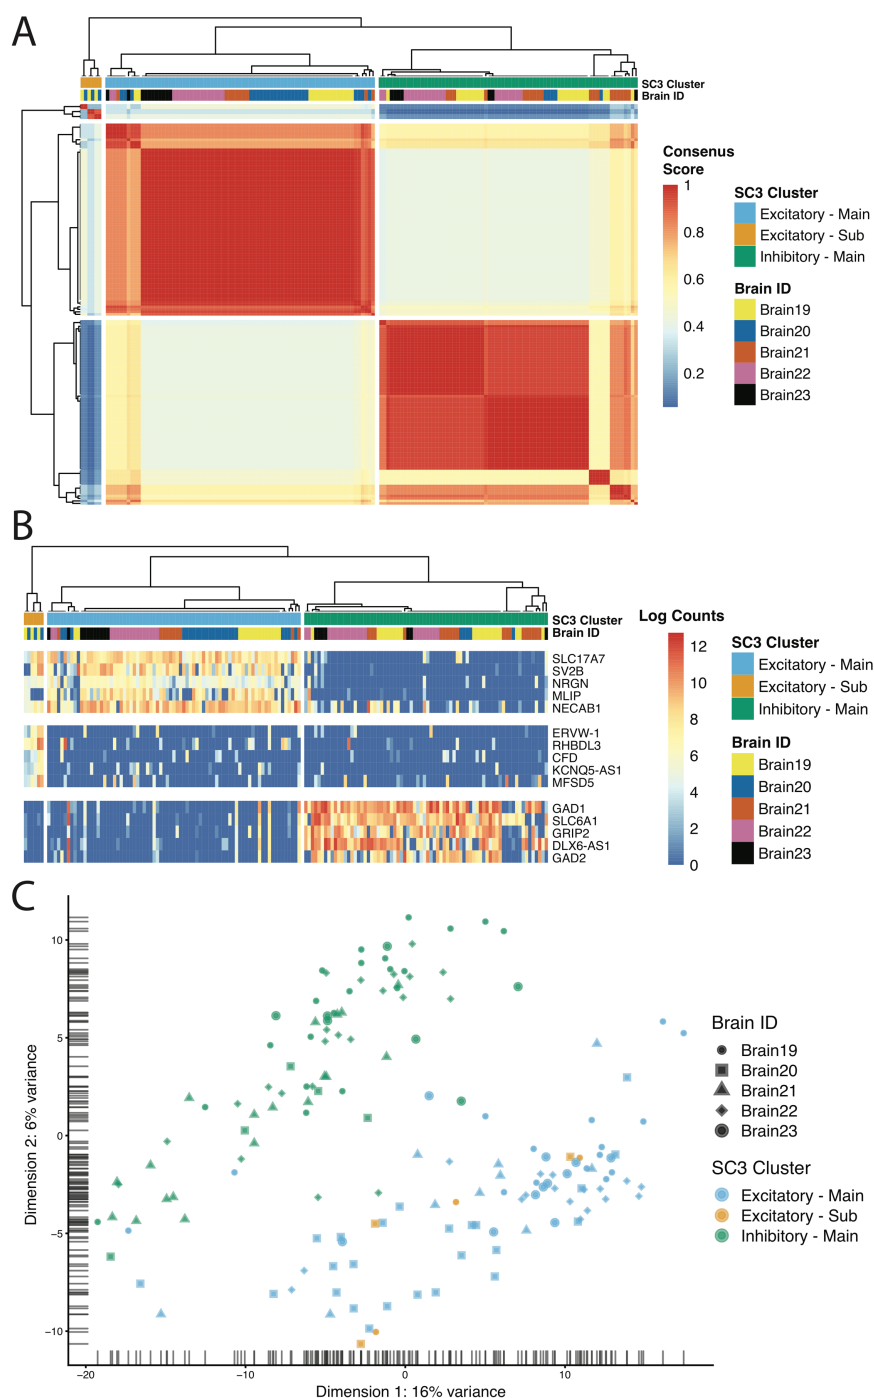 A
SC3 Cluster
Brain ID
Consenus
Score
1
0.8
0.6
0.4
0.2
SC3 Cluster
Excitatory - Main
Excitatory - Sub
Inhibitory - Main
Brain ID
Brain19
Brain20
Brain21
Brain22
Brain23
B
SC3 Cluster
Brain ID
SLC17A7
SV2B
NRGN
MLIP
NECAB1
ERVW-1
RHBDL3
CFD
KCNQ5-AS1
MFSD5
GAD1
SLC6A1
GRIP2
DLX6-AS1
GAD2
Log Counts
12
10
8
6
4
2
0
SC3 Cluster
Excitatory - Main
Excitatory - Sub
Inhibitory - Main
Brain ID
Brain19
Brain20
Brain21
Brain22
Brain23
C
Dimension 2: 6% variance
10
5
0
−5
−10
−20
−10
0
10
Dimension 1: 16% variance
Brain ID
Brain19
Brain20
Brain21
Brain22
Brain23
SC3 Cluster
Excitatory - Main
Excitatory - Sub
Inhibitory - Main